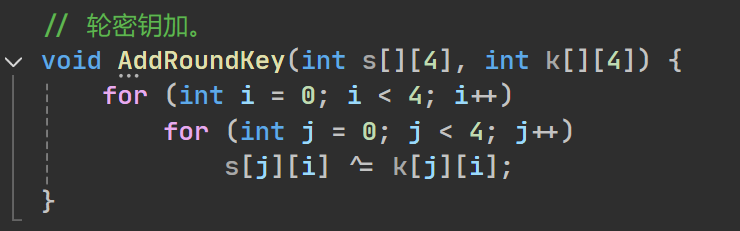 // 轮密钥加。
void AddRoundKey(int s[][4], int k[][4]) {
for (int i = 0; i < 4; i++)
for (int j = 0; j < 4; j++)
s[j][i] ^= k[j][i];
}